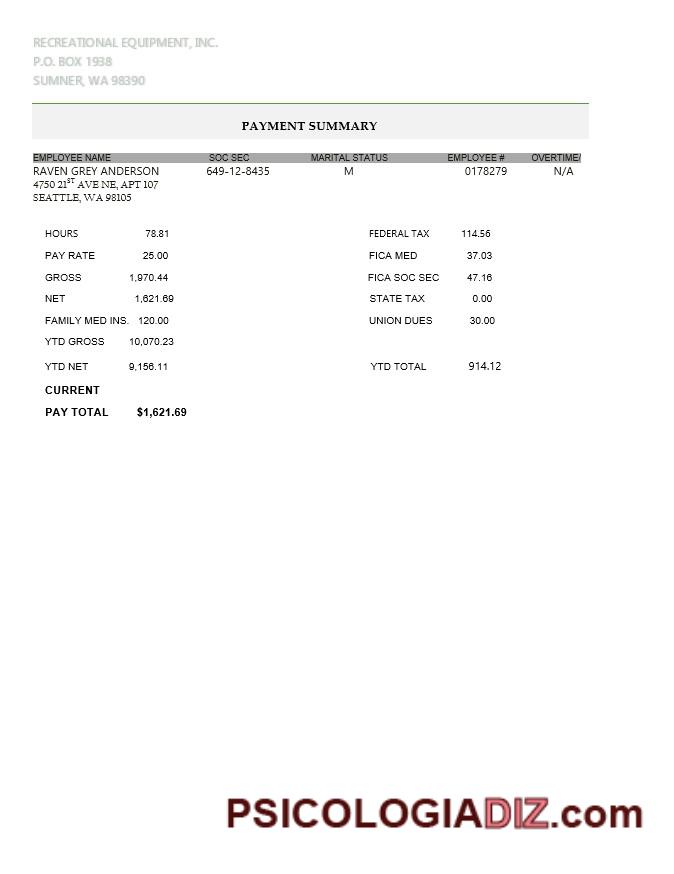 RECREATIONAL EQUIPMENT, INC.
P.O. BOX 1938
SUMNER, WA 98390
PAYMENT SUMMARY
EMPLOYEE NAME SOC SEC MARITAL STATUS EMPLOYEE # OVERTIME/
RAVEN GREY ANDERSON 649-12-8435 M 0178279 N/A
4750 21ST AVE NE, APT 107
SEATTLE, WA 98105
HOURS 78.81 FEDERAL TAX 114.56
PAY RATE 25.00 FICA MED 37.03
GROSS 1,970.44 FICA SOC SEC 47.16
NET 1,621.69 STATE TAX 0.00
FAMILY MED INS. 120.00 UNION DUES 30.00
YTD GROSS 10,070.23
YTD NET 9,156.11 YTD TOTAL 914.12
CURRENT
PAY TOTAL $1,621.69
PSICOLOGIADIZ.com